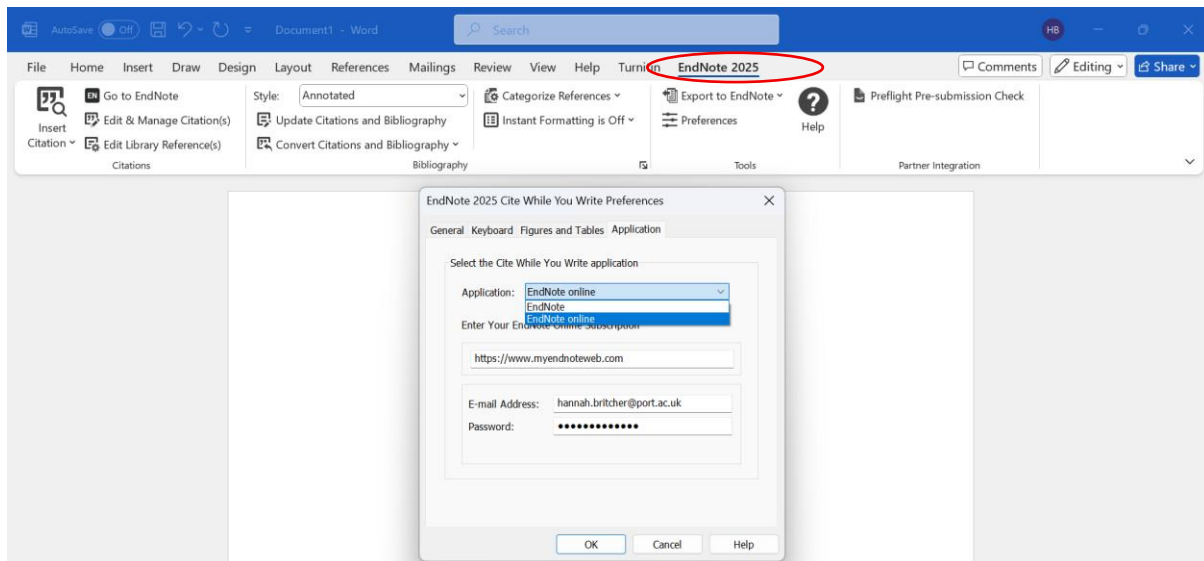 AutoSave Off Document1 - Word Search HB
File Home Insert Draw Design Layout References Mailings Review View Help EndNote 2025 Comments Editing Share
Insert Citation
Go to EndNote
Edit & Manage Citation(s)
Edit Library Reference(s)
Citations
Style: Annotated
Update Citations and Bibliography
Convert Citations and Bibliography
Categorize References
Instant Formatting is Off
Bibliography
Export to EndNote
Preferences
Help
Tools
Preflight Pre-submission Check
Partner Integration
EndNote 2025 Cite While You Write Preferences
General Keyboard Figures and Tables Application
Select the Cite While You Write application
Application: EndNote online
EndNote
EndNote online
Enter Your EndNote Online Subscription
https://www.myendnoteweb.com
E-mail Address: hannah.britcher@port.ac.uk
Password: •••••••••••••
OK Cancel Help